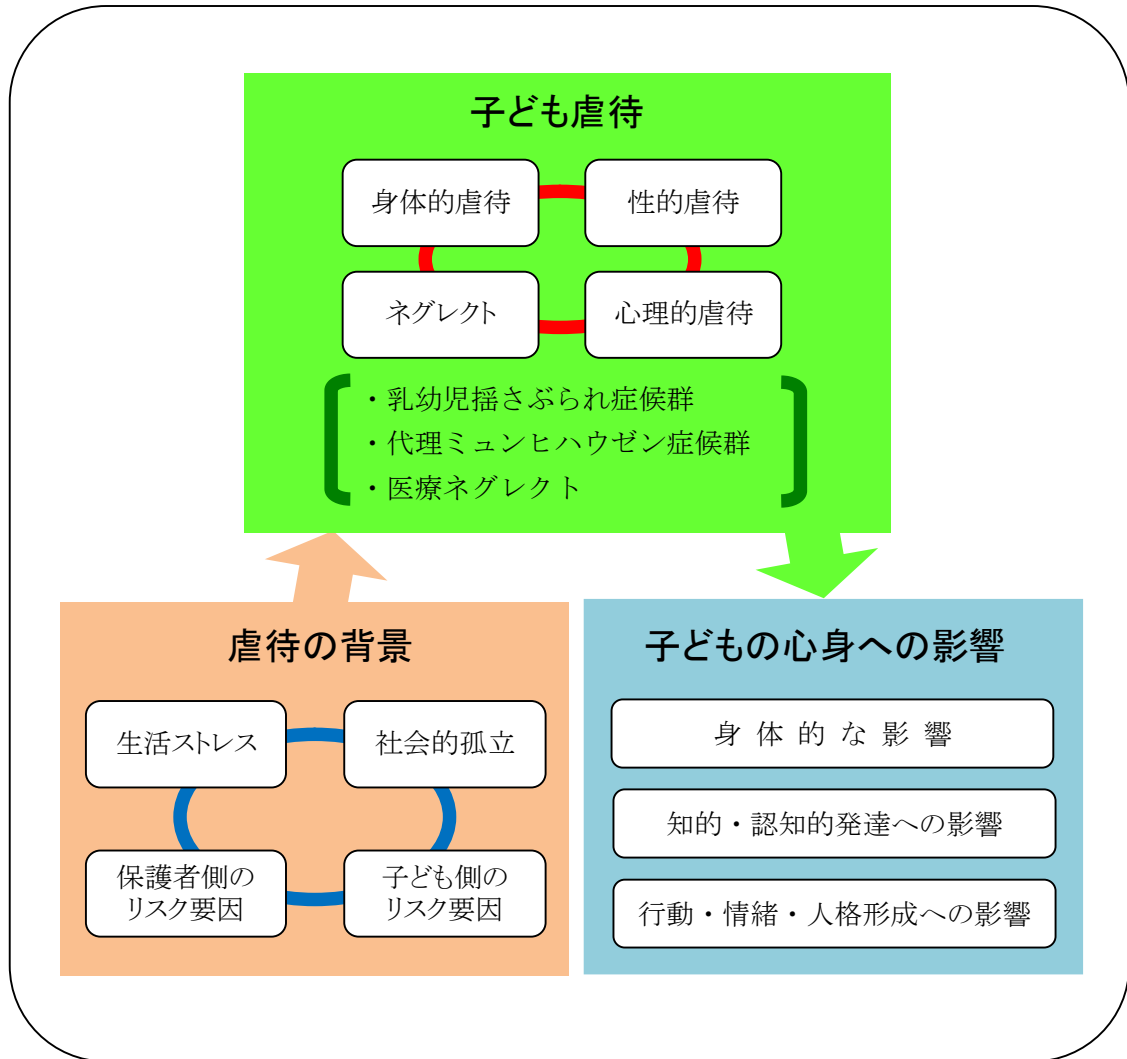 子ども虐待
身体的虐待
性的虐待
ネグレクト
心理的虐待
・乳幼児揺さぶられ症候群
・代理ミュンヒハウゼン症候群
・医療ネグレクト
虐待の背景
生活ストレス
社会的孤立
保護者側の
リスク要因
子ども側の
リスク要因
子どもの心身への影響
身体的な影響
知的・認知的発達への影響
行動・情緒・人格形成への影響